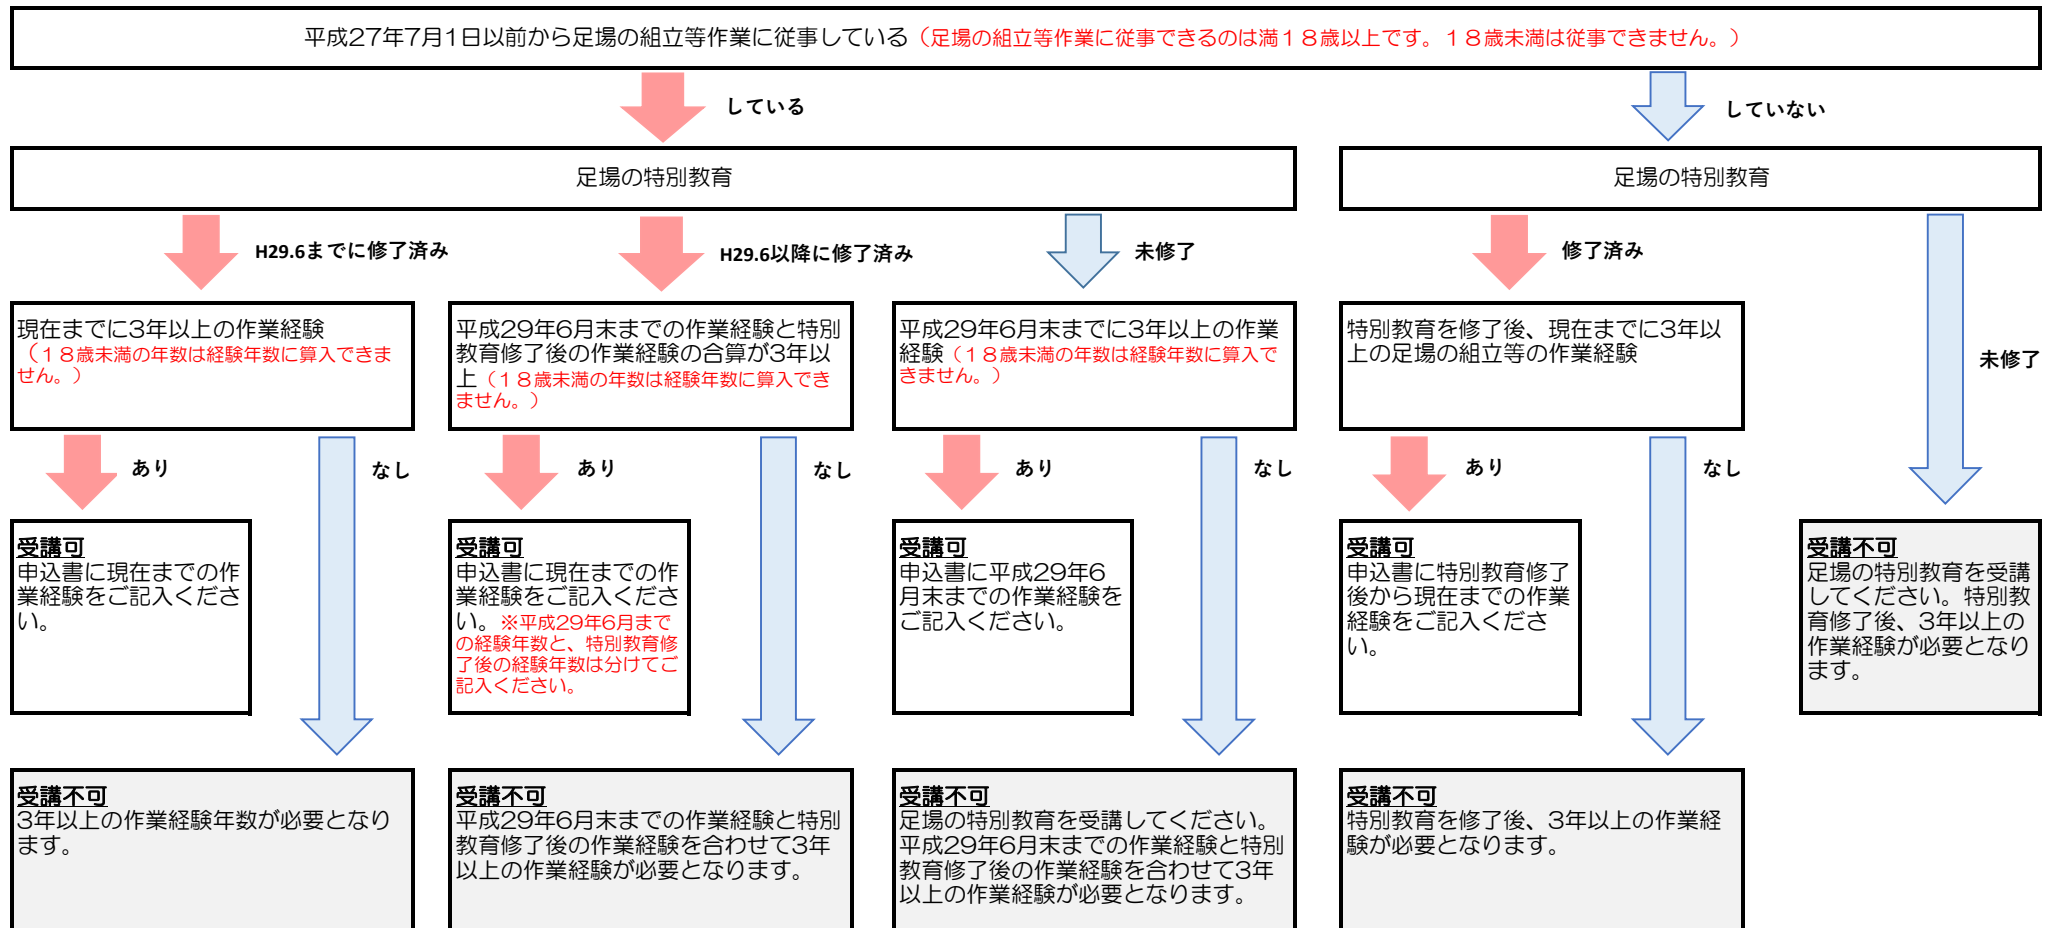 平成27年7月1日以前から足場の組立等作業に従事している（足場の組立等作業に従事できるのは満１８歳以上です。１８歳未満は従事できません。）
している
していない
足場の特別教育
足場の特別教育
H29.6までに修了済み
H29.6以降に修了済み
未修了
修了済み
未修了
現在までに3年以上の作業経験
（１８歳未満の年数は経験年数に算入できま
せん。）
平成29年6月末までの作業経験と特別
教育修了後の作業経験の合算が3年以
上（１８歳未満の年数は経験年数に算入でき
ません。）
平成29年6月末までに3年以上の作業
経験（１８歳未満の年数は経験年数に算入で
きません。）
特別教育を修了後、現在までに3年以
上の足場の組立等の作業経験
あり
なし
あり
なし
あり
なし
あり
なし
受講可
申込書に現在までの作
業経験をご記入くださ
い。
受講可
申込書に現在までの作
業経験をご記入くださ
い。※平成29年6月まで
の経験年数と、特別教育修
了後の経験年数は分けてご
記入ください。
受講可
申込書に平成29年6
月末までの作業経験を
ご記入ください。
受講可
申込書に特別教育修了
後から現在までの作業
経験をご記入くださ
い。
受講不可
足場の特別教育を受講
してください。特別教
育修了後、3年以上の
作業経験が必要となり
ます。
受講不可
3年以上の作業経験年数が必要となり
ます。
受講不可
平成29年6月末までの作業経験と特別
教育修了後の作業経験を合わせて3年
以上の作業経験が必要となります。
受講不可
足場の特別教育を受講してください。
平成29年6月末までの作業経験と特別
教育修了後の作業経験を合わせて3年
以上の作業経験が必要となります。
受講不可
特別教育を修了後、3年以上の作業経
験が必要となります。